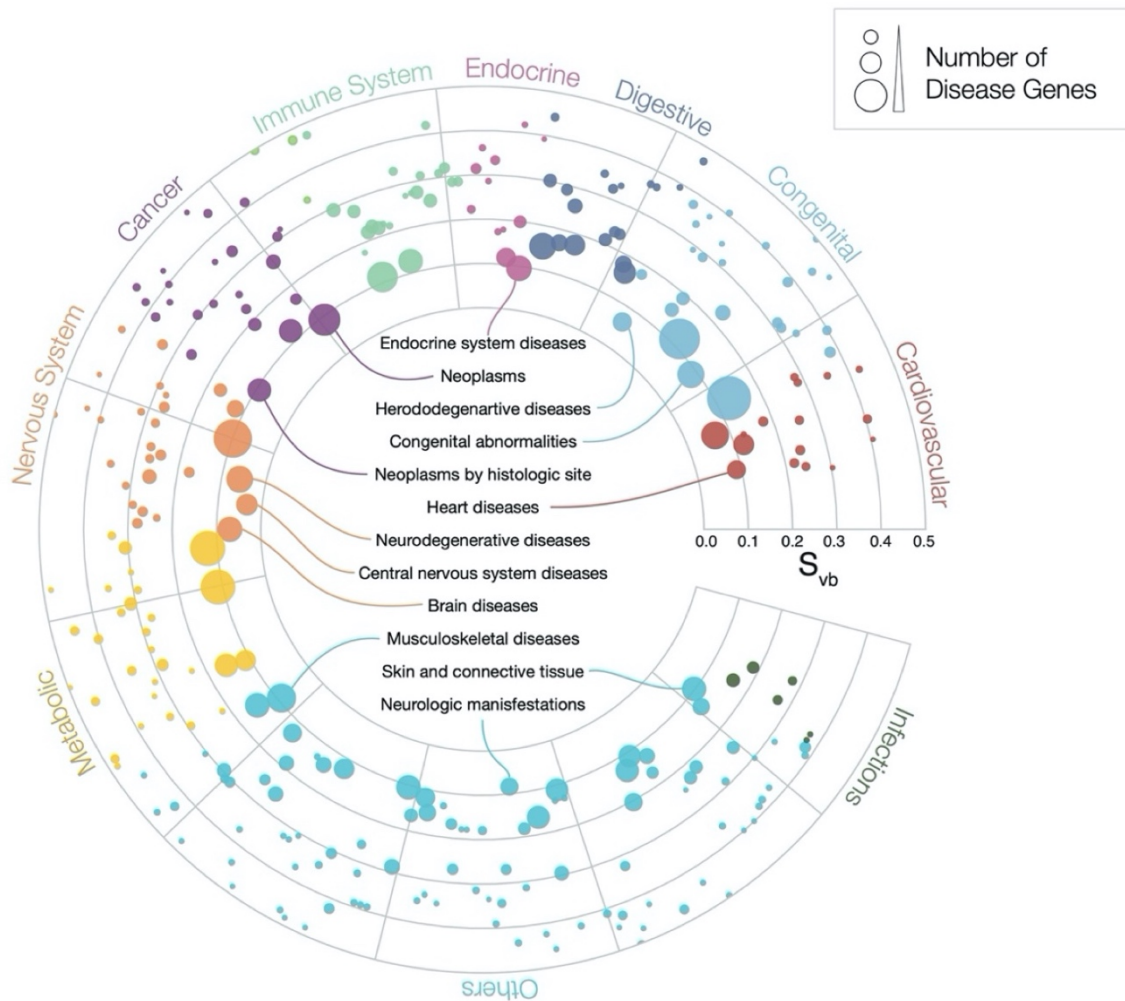 Number of
Disease Genes
Immune System
Endocrine
Digestive
Cancer
Congenital
Nervous System
Cardiovascular
Endocrine system diseases
Neoplasms
Herododegenartive diseases
Congenital abnormalities
Neoplasms by histologic site
Heart diseases
Neurodegenerative diseases
0.0 0.1 0.2 0.3 0.4 0.5
Svb
Central nervous system diseases
Brain diseases
Musculoskeletal diseases
Skin and connective tissue
Neurologic manisfestations
Metabolic
Infections
Others